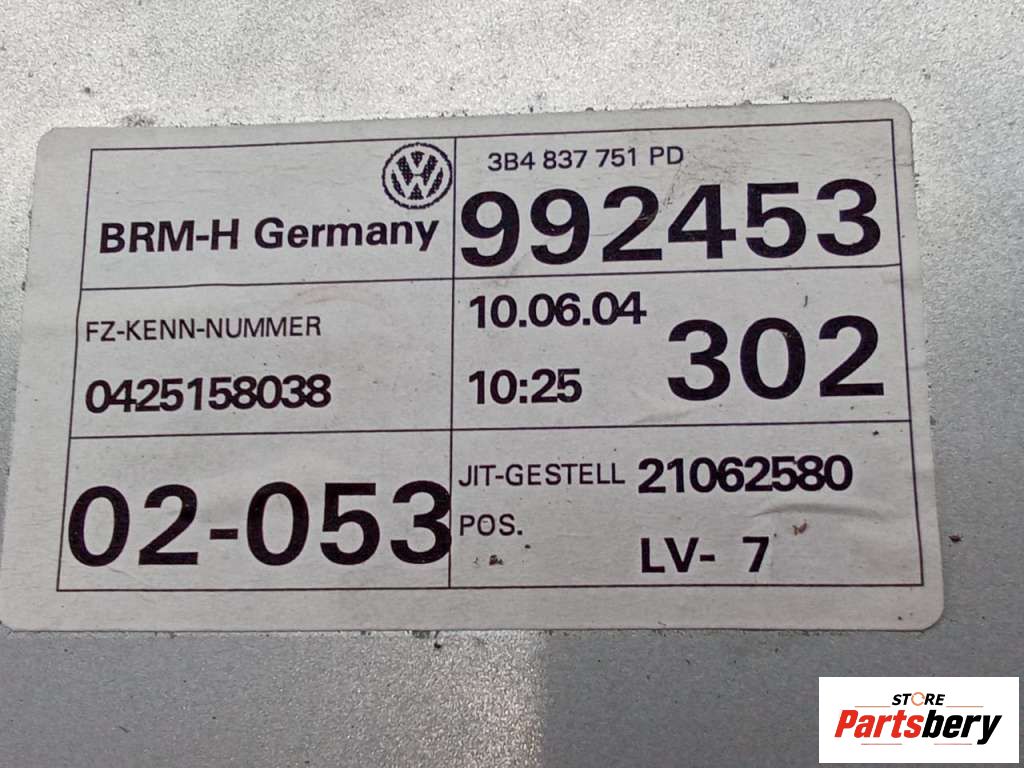 BRM-H Germany
3B4 837 751 PD
992453
FZ-KENN-NUMMER
0425158038
10.06.04
10:25
302
02-053
JIT-GESTELL 21062580
POS.
LV- 7
STORE
Partsbery